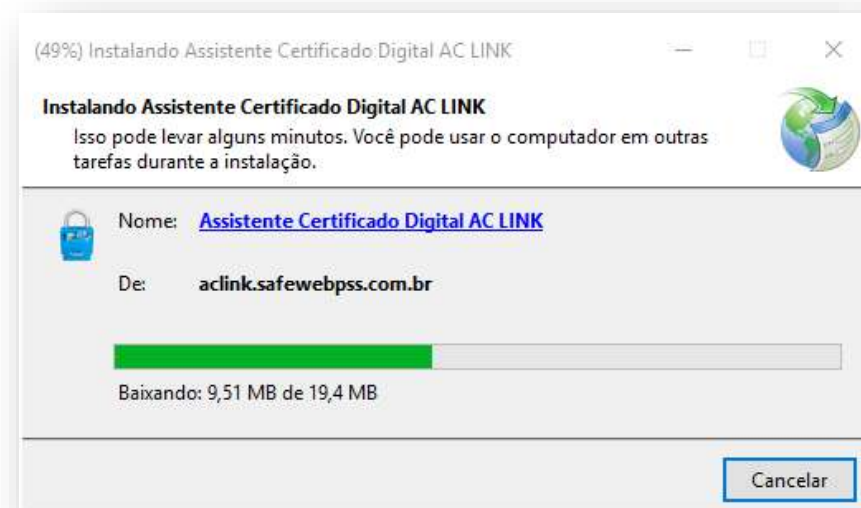 (49%) Instalando Assistente Certificado Digital AC LINK
Instalando Assistente Certificado Digital AC LINK
Isso pode levar alguns minutos. Você pode usar o computador em outras
tarefas durante a instalação.
Nome: Assistente Certificado Digital AC LINK
De: aclink.safewebpss.com.br
Baixando: 9,51 MB de 19,4 MB
Cancelar